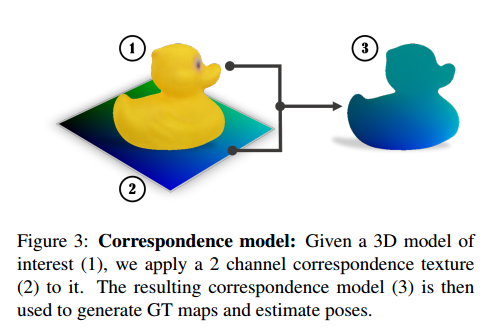 1
3
2
Figure 3: Correspondence model: Given a 3D model of
interest (1), we apply a 2 channel correspondence texture
(2) to it. The resulting correspondence model (3) is then
used to generate GT maps and estimate poses.